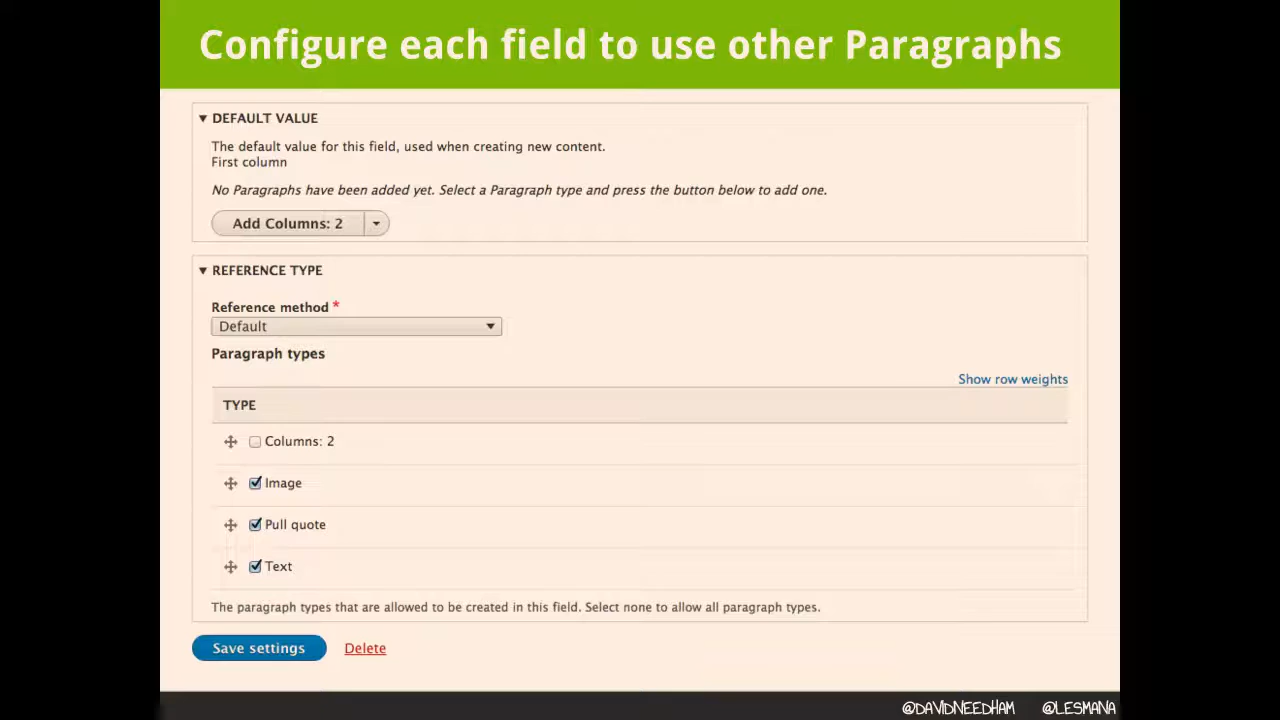 Configure each field to use other Paragraphs
DEFAULT VALUE
The default value for this field, used when creating new content.
First column
No Paragraphs have been added yet. Select a Paragraph type and press the button below to add one.
Add Columns: 2
REFERENCE TYPE
Reference method *
Default
Paragraph types
Show row weights
TYPE
Columns: 2
Image
Pull quote
Text
The paragraph types that are allowed to be created in this field. Select none to allow all paragraph types.
Save settings Delete
@DAVIDNEEDHAM @LESMANA